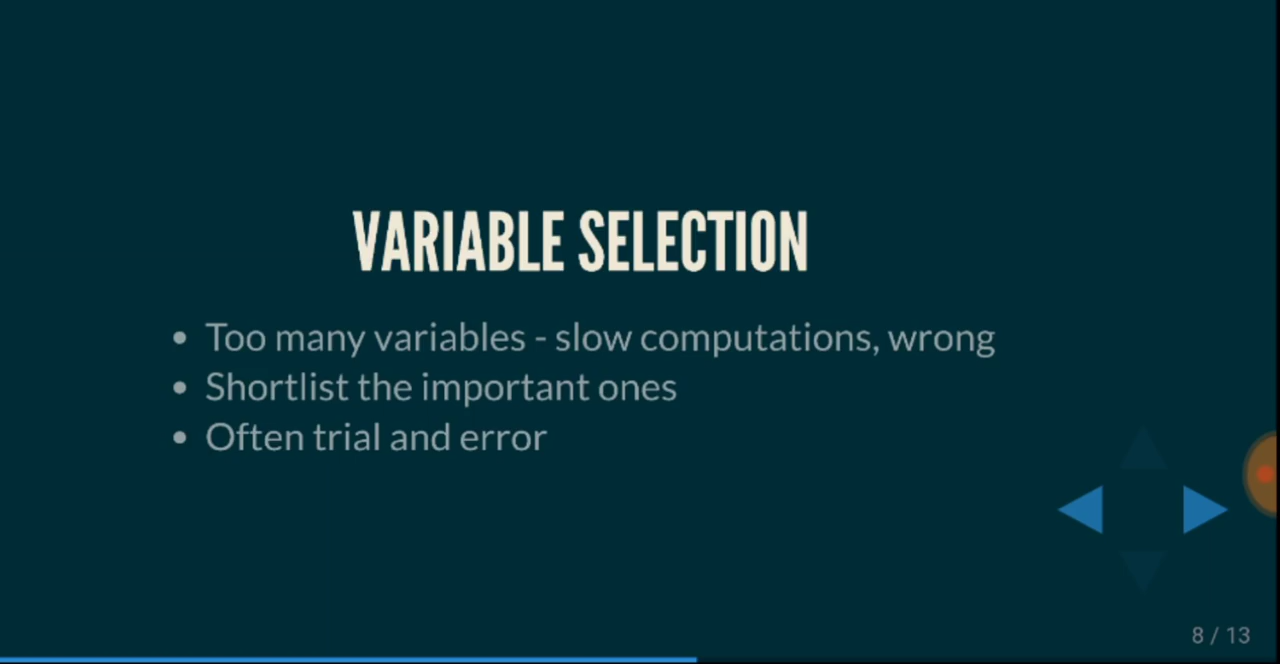 VARIABLE SELECTION
• Too many variables - slow computations, wrong
• Shortlist the important ones
• Often trial and error
8 / 13